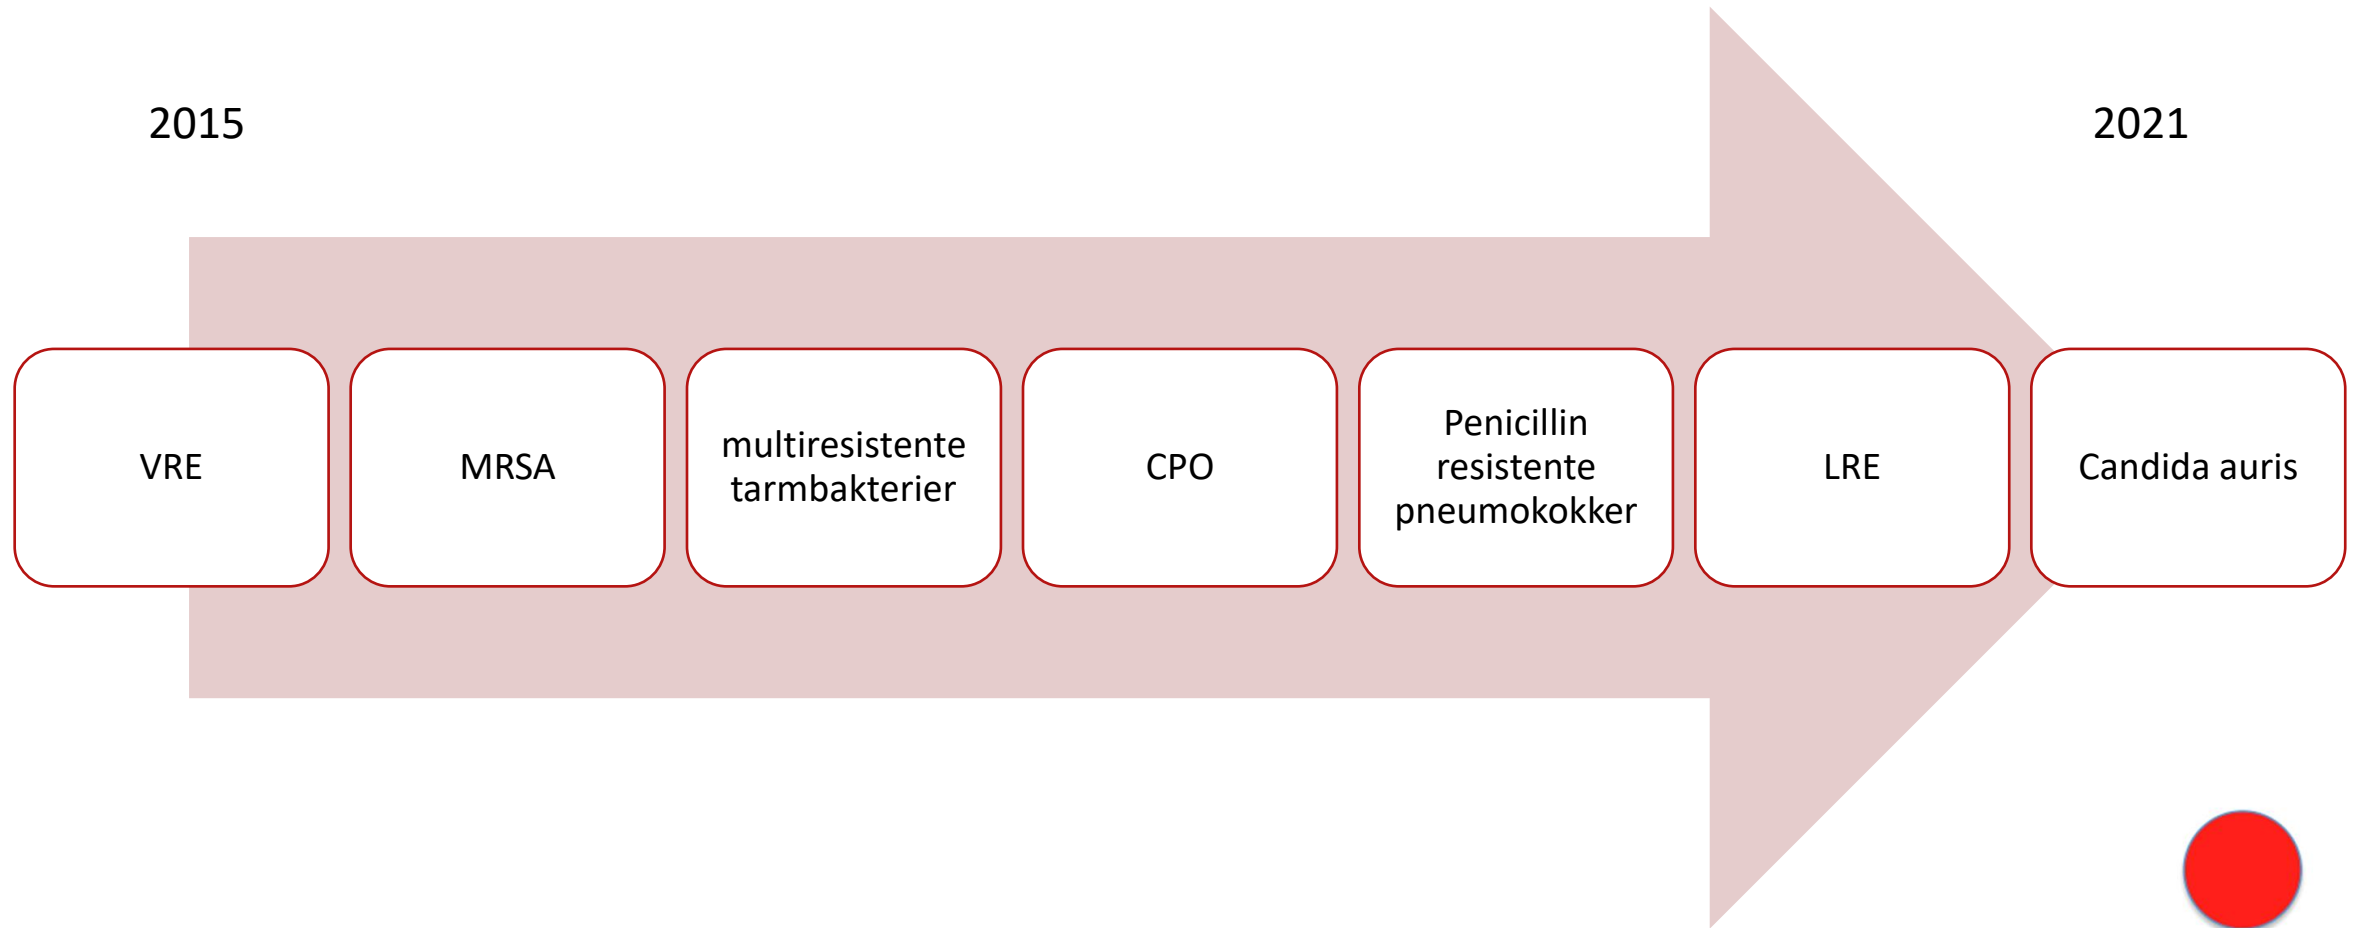 2015
2021
VRE
MRSA
multiresistente
tarmbakterier
CPO
Penicillin
resistente
pneumokokker
LRE
Candida auris